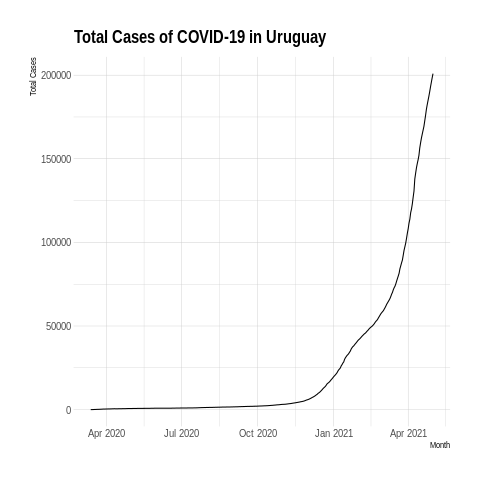 Total Cases of COVID-19 in Uruguay
Total Cases
200000
150000
100000
50000
0
Apr 2020
Jul 2020
Oct 2020
Jan 2021
Apr 2021
Month